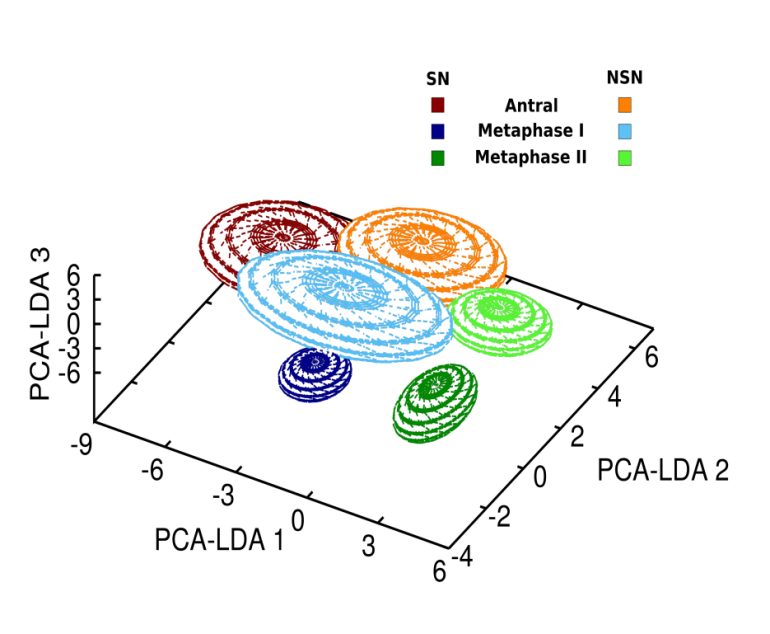 SN NSN
Antral
Metaphase I
Metaphase II
PCA-LDA 3
6
3
0
-3
-6
-9
-6
-3
0
3
6
PCA-LDA 1
-4
-2
0
2
4
6
PCA-LDA 2